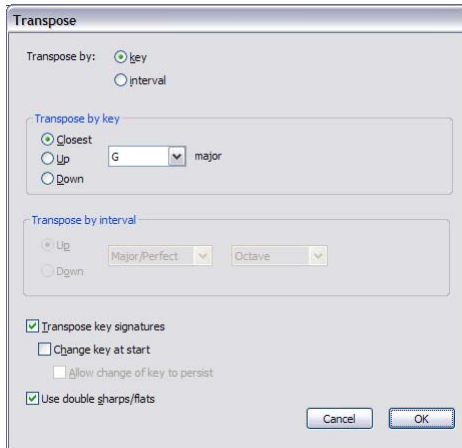 Transpose
Transpose by: key
interval
Transpose by key
Closest
Up G major
Down
Transpose by interval
Up Major/Perfect Octave
Down
Transpose key signatures
Change key at start
Allow change of key to persist
Use double sharps/flats
Cancel OK